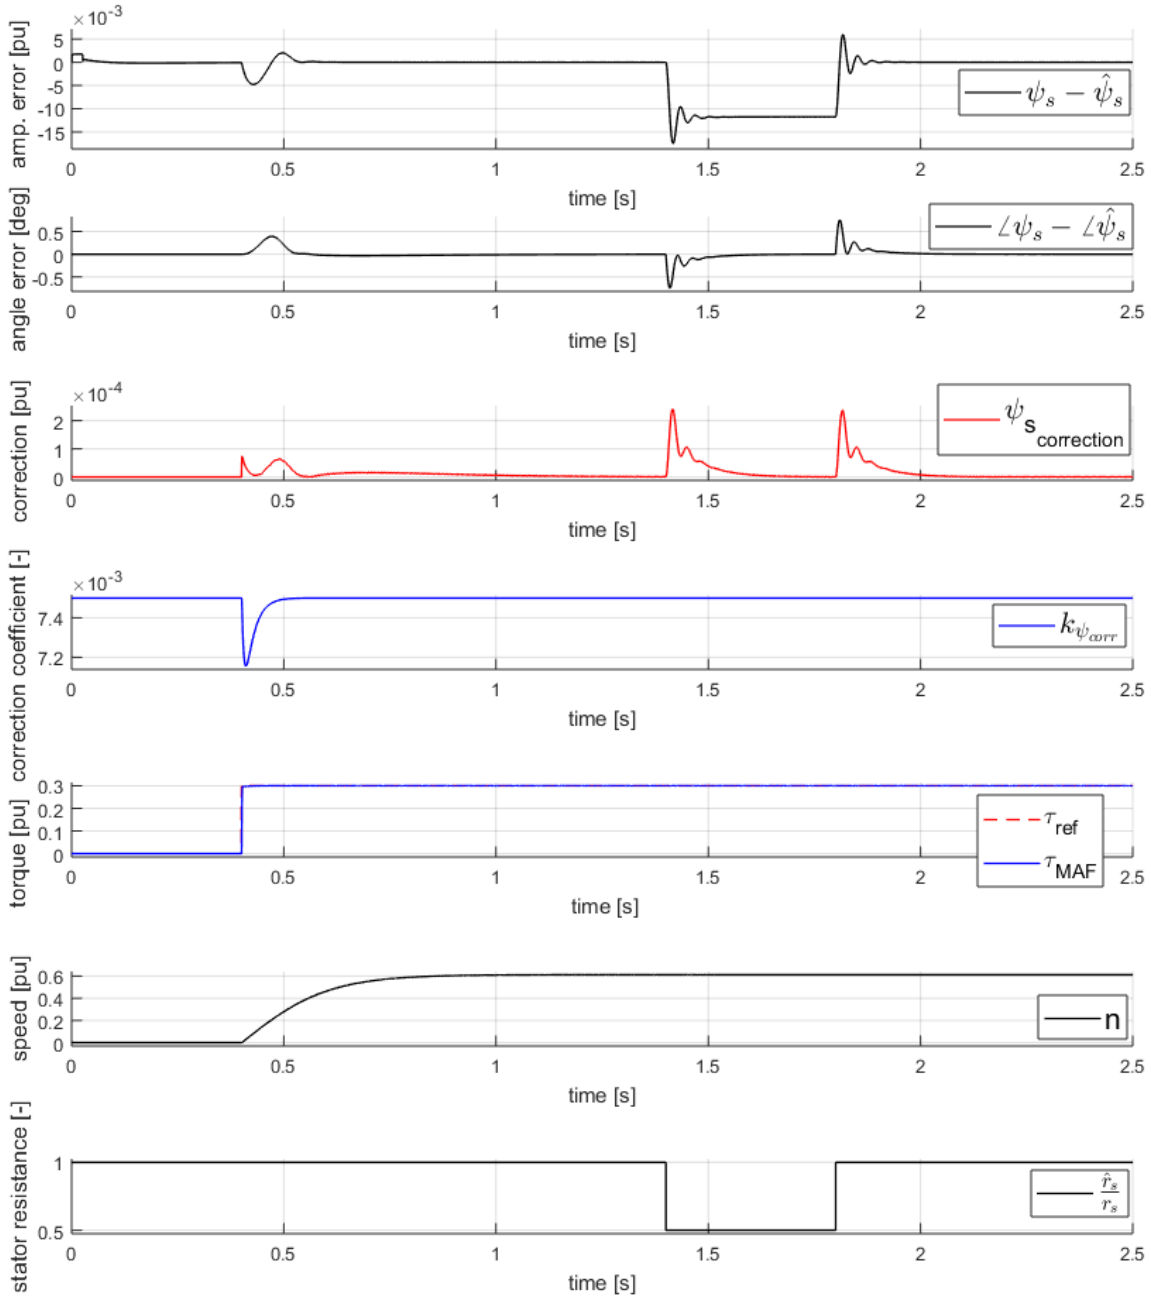 ×10⁻³
amp. error [pu]
5
0
-5
-10
-15
ψₛ − ψ̂ₛ
0 0.5 1 1.5 2 2.5
time [s]
angle error [deg]
0.5
0
-0.5
∠ψₛ − ∠ψ̂ₛ
0 0.5 1 1.5 2 2.5
time [s]
×10⁻⁴
correction [pu]
2
1
0
ψ_S_correction
0 0.5 1 1.5 2 2.5
time [s]
×10⁻³
correction coefficient [-]
7.4
7.2
k_ψ_corr
0 0.5 1 1.5 2 2.5
time [s]
torque [pu]
0.3
0.2
0.1
0
τ_ref
τ_MAF
0 0.5 1 1.5 2 2.5
time [s]
speed [pu]
0.6
0.4
0.2
0
n
0 0.5 1 1.5 2 2.5
time [s]
stator resistance [-]
1
0.5
r̂ₛ
rₛ
0 0.5 1 1.5 2 2.5
time [s]